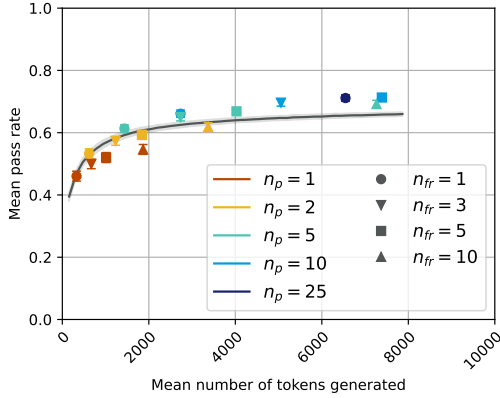 1.0
0.8
0.6
0.4
0.2
0.0
Mean pass rate
0
2000
4000
6000
8000
10000
Mean number of tokens generated
n_p = 1
n_p = 2
n_p = 5
n_p = 10
n_p = 25
n_fr = 1
n_fr = 3
n_fr = 5
n_fr = 10